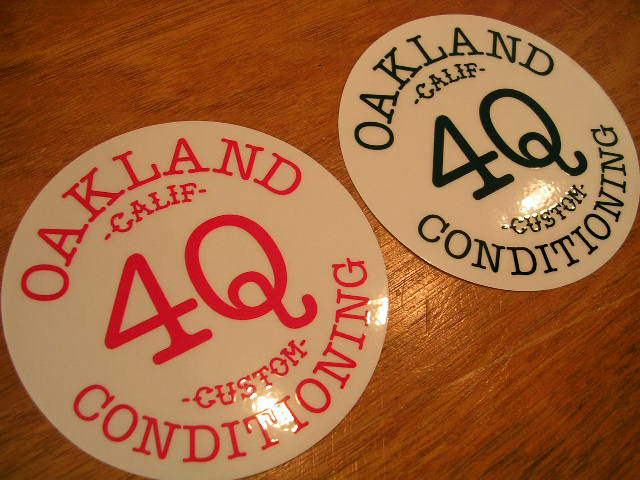 OAKLAND
-CALIF-
4Q
-CUSTOM-
CONDITIONING
OAKLAND
-CALIF-
4Q
-CUSTOM-
CONDITIONING